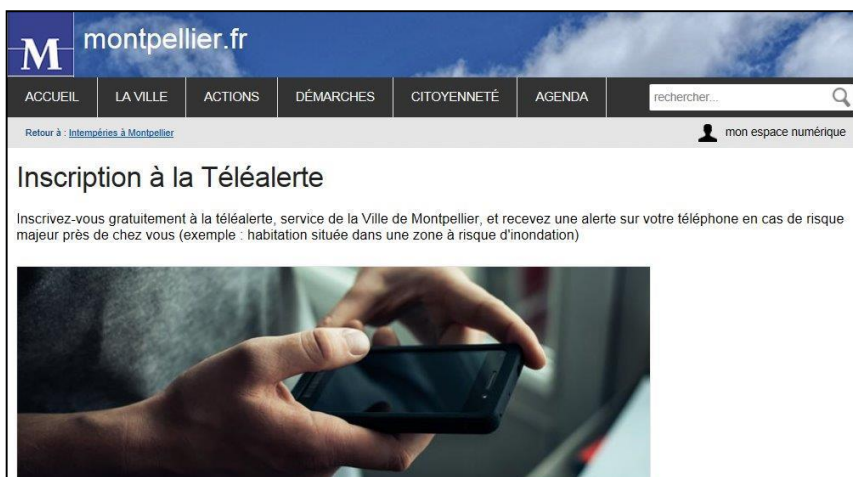 M montpellier.fr
ACCUEIL LA VILLE ACTIONS DÉMARCHES CITOYENNETÉ AGENDA rechercher...
Retour à : Intempéries à Montpellier mon espace numérique
Inscription à la Téléalerte
Inscrivez-vous gratuitement à la téléalerte, service de la Ville de Montpellier, et recevez une alerte sur votre téléphone en cas de risque
majeur près de chez vous (exemple : habitation située dans une zone à risque d'inondation)